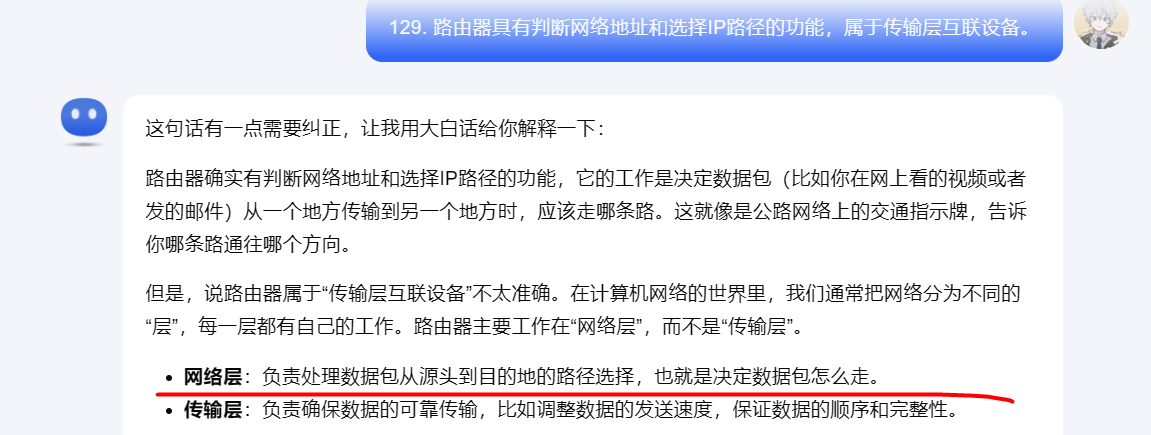 129. 路由器具有判断网络地址和选择IP路径的功能，属于传输层互联设备。
这句话有一点需要纠正，让我用大白话给你解释一下：
路由器确实有判断网络地址和选择IP路径的功能，它的工作是决定数据包（比如你在网上看的视频或者
发的邮件）从一个地方传输到另一个地方时，应该走哪条路。这就像是公路网络上的交通指示牌，告诉
你哪条路通往哪个方向。
但是，说路由器属于“传输层互联设备”不太准确。在计算机网络的世界里，我们通常把网络分为不同的
“层”，每一层都有自己的工作。路由器主要工作在“网络层”，而不是“传输层”。
• 网络层：负责处理数据包从源头到目的地的路径选择，也就是决定数据包怎么走。
• 传输层：负责确保数据的可靠传输，比如调整数据的发送速度，保证数据的顺序和完整性。